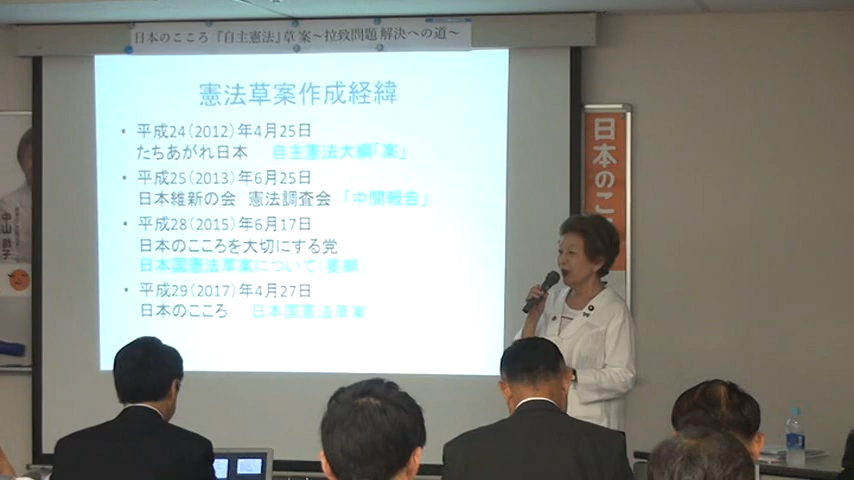 日本のこころ『自主憲法』草案～拉致問題 解決への道～
憲法草案作成経緯
• 平成24(2012)年4月25日
たちあがれ日本 自主憲法大綱「案」
• 平成25(2013)年6月25日
日本維新の会 憲法調査会 「中間報告」
• 平成28(2015)年6月17日
日本のこころを大切にする党
日本国憲法草案について(要綱
• 平成29(2017)年4月27日
日本のこころ 日本国憲法草案
日本のこ
中山 恭子